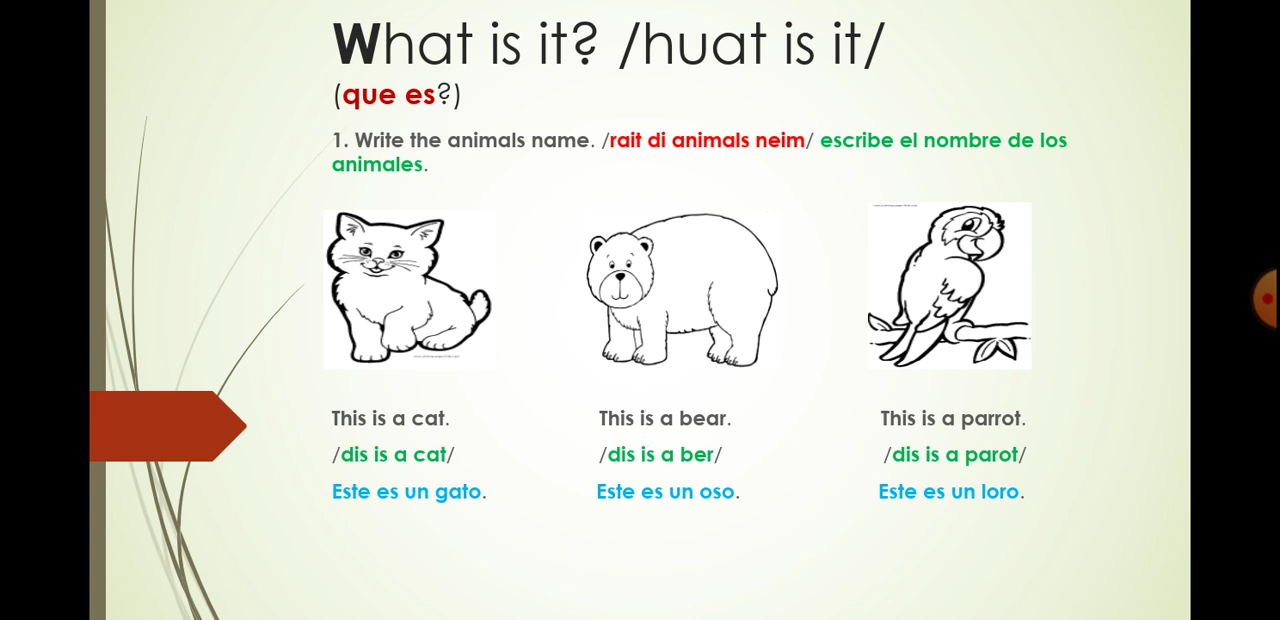 What is it? /huat is it/
(que es?)
1. Write the animals name. /rait di animals neim/ escribe el nombre de los
animales.
This is a cat.
/dis is a cat/
Este es un gato.
This is a bear.
/dis is a ber/
Este es un oso.
This is a parrot.
/dis is a parot/
Este es un loro.